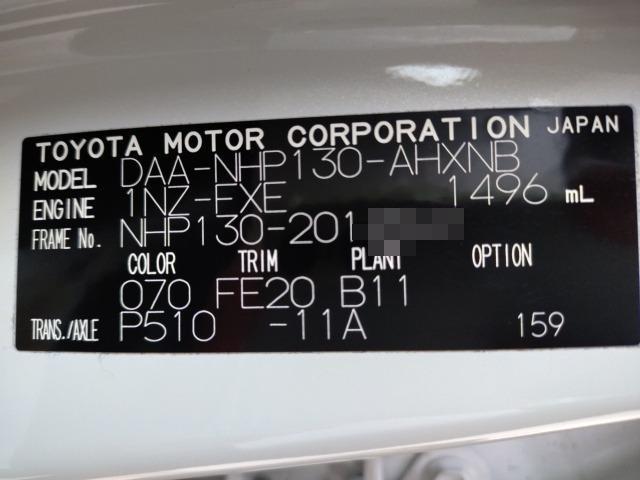 TOYOTA MOTOR CORPORATION JAPAN
MODEL DAA-NHP130-AHXNB
ENGINE 1NZ-EXE 1496 mL
FRAME No. NHP130-201
COLOR TRIM PLANT OPTION
070 FE20 B11
TRANS./AXLE P510 -11A 159